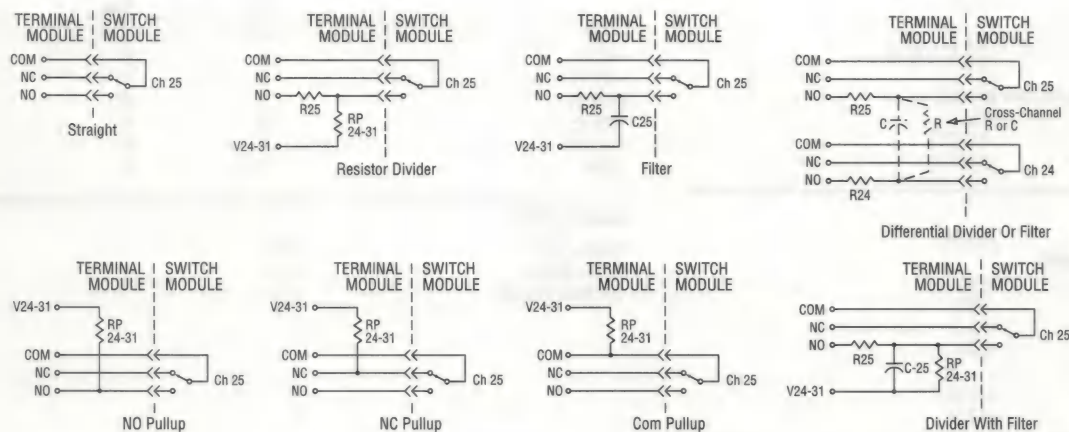 TERMINAL MODULE
SWITCH MODULE
COM
NC
NO
Ch 25
Straight
TERMINAL MODULE
SWITCH MODULE
COM
NC
NO
R25
RP
24-31
V24-31
Ch 25
Resistor Divider
TERMINAL MODULE
SWITCH MODULE
COM
NC
NO
R25
C25
V24-31
Ch 25
Filter
TERMINAL MODULE
SWITCH MODULE
COM
NC
NO
R25
Ch 25
C
R
Cross-Channel
R or C
COM
NC
NO
R24
Ch 24
Differential Divider Or Filter
TERMINAL MODULE
SWITCH MODULE
V24-31
RP
24-31
COM
NC
NO
Ch 25
NO Pullup
TERMINAL MODULE
SWITCH MODULE
V24-31
RP
24-31
COM
NC
NO
Ch 25
NC Pullup
TERMINAL MODULE
SWITCH MODULE
V24-31
RP
24-31
COM
NC
NO
Ch 25
Com Pullup
TERMINAL MODULE
SWITCH MODULE
COM
NC
NO
R25
C-25
RP
24-31
V24-31
Ch 25
Divider With Filter